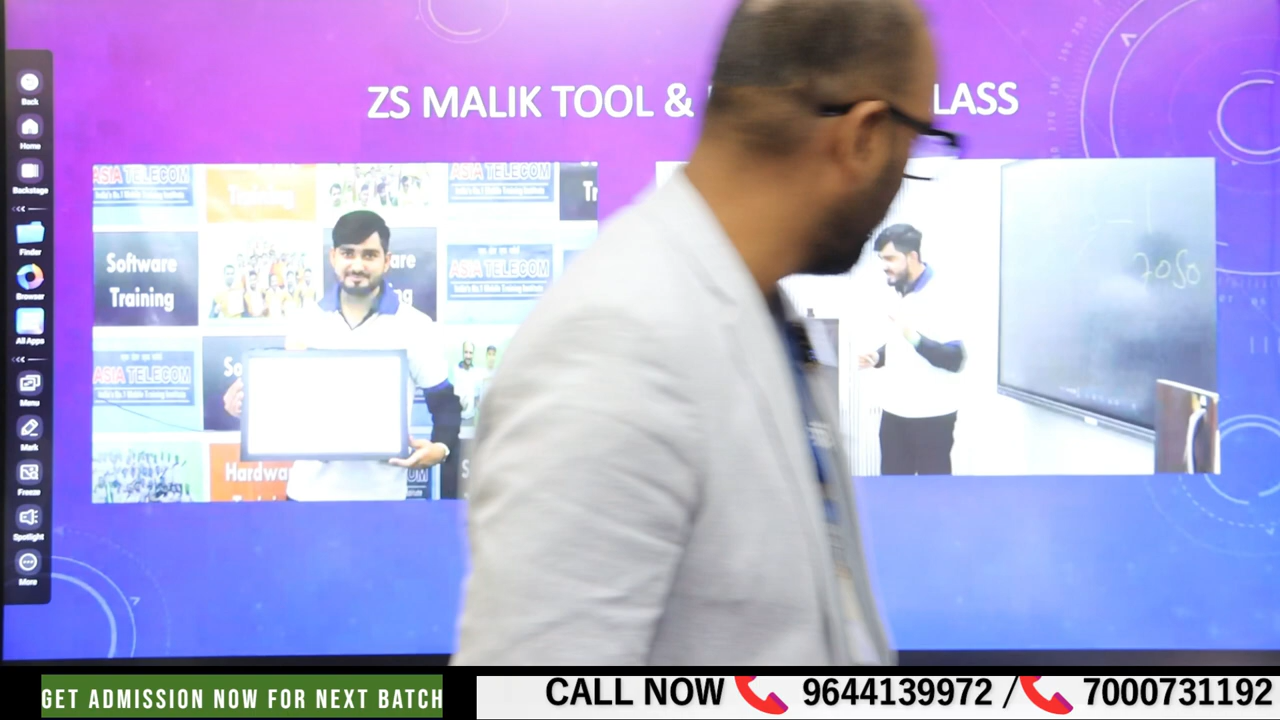 ZS MALIK TOOL & LASS
Back
Home
Backstage
Finder
Browser
All Apps
Menu
Mark
Freeze
Spotlight
More
ASIA TELECOM
ASIA TELECOM
Training
Software
Training
ASIA TELECOM
ASIA TELECOM
Hardwa
GET ADMISSION NOW FOR NEXT BATCH
CALL NOW 9644139972 / 7000731192